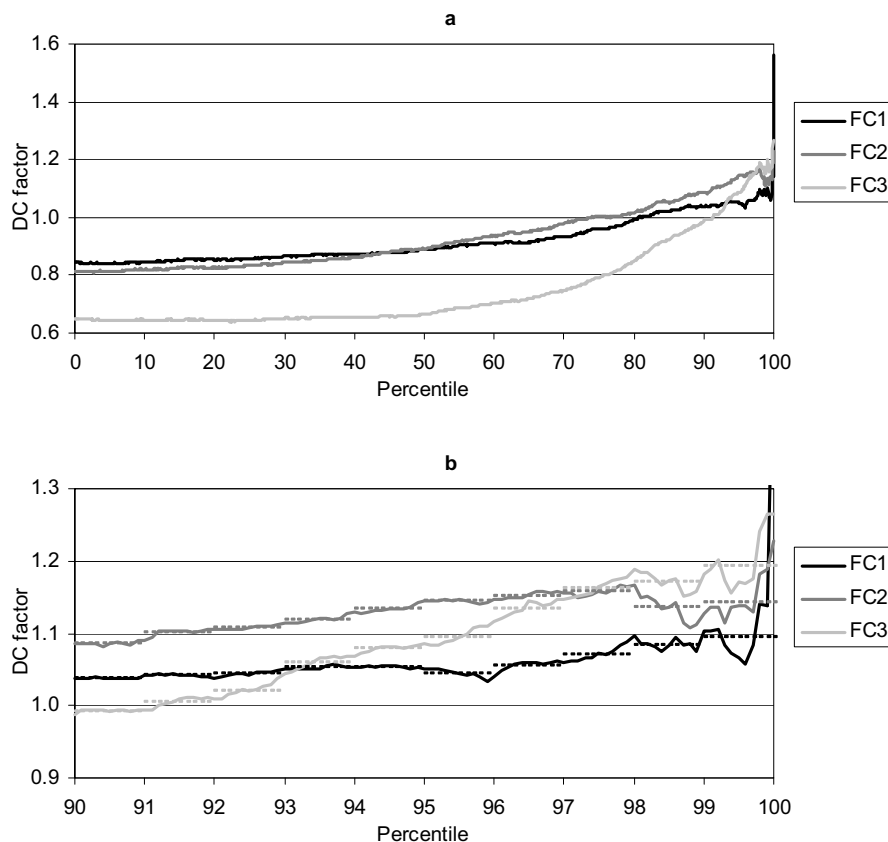 a
1.6
1.4
1.2
1.0
0.8
0.6
DC factor
0 10 20 30 40 50 60 70 80 90 100
Percentile
FC1
FC2
FC3
b
1.3
1.2
1.1
1.0
0.9
DC factor
90 91 92 93 94 95 96 97 98 99 100
Percentile
FC1
FC2
FC3